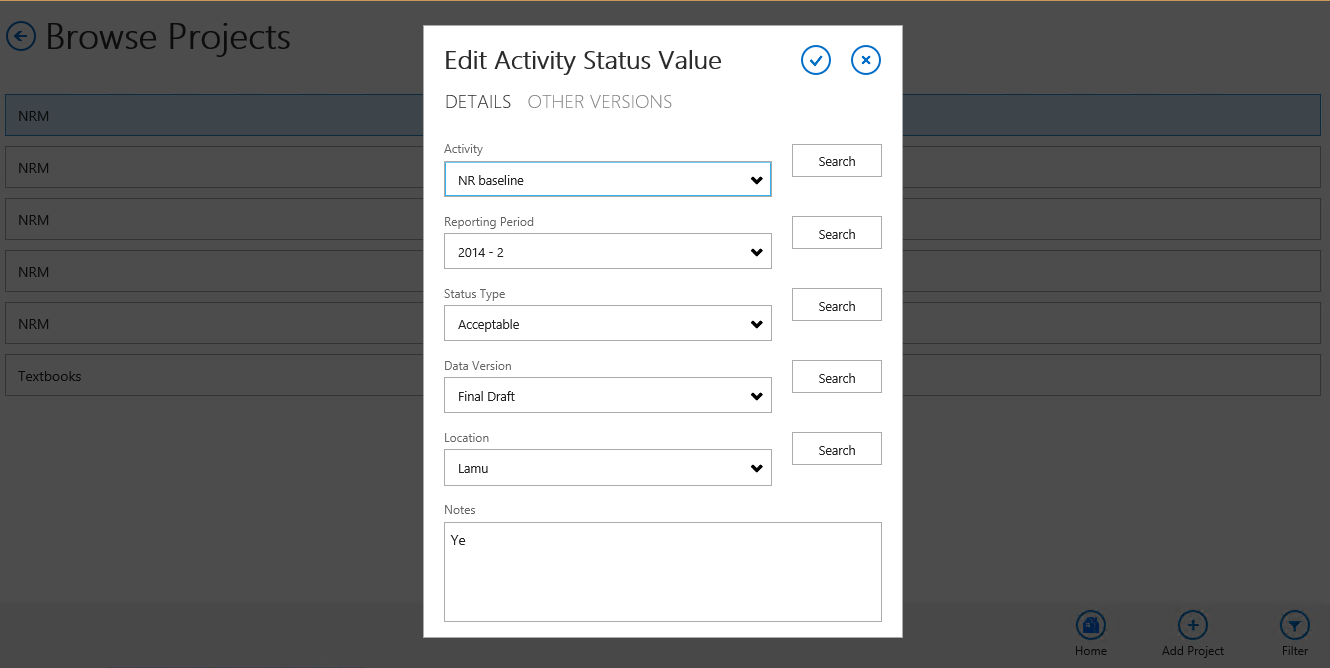 Browse Projects
NRM
NRM
NRM
NRM
NRM
Textbooks
Edit Activity Status Value
DETAILS OTHER VERSIONS
Activity
NR baseline
Search
Reporting Period
2014 - 2
Search
Status Type
Acceptable
Search
Data Version
Final Draft
Search
Location
Lamu
Search
Notes
Ye
Home Add Project Filter